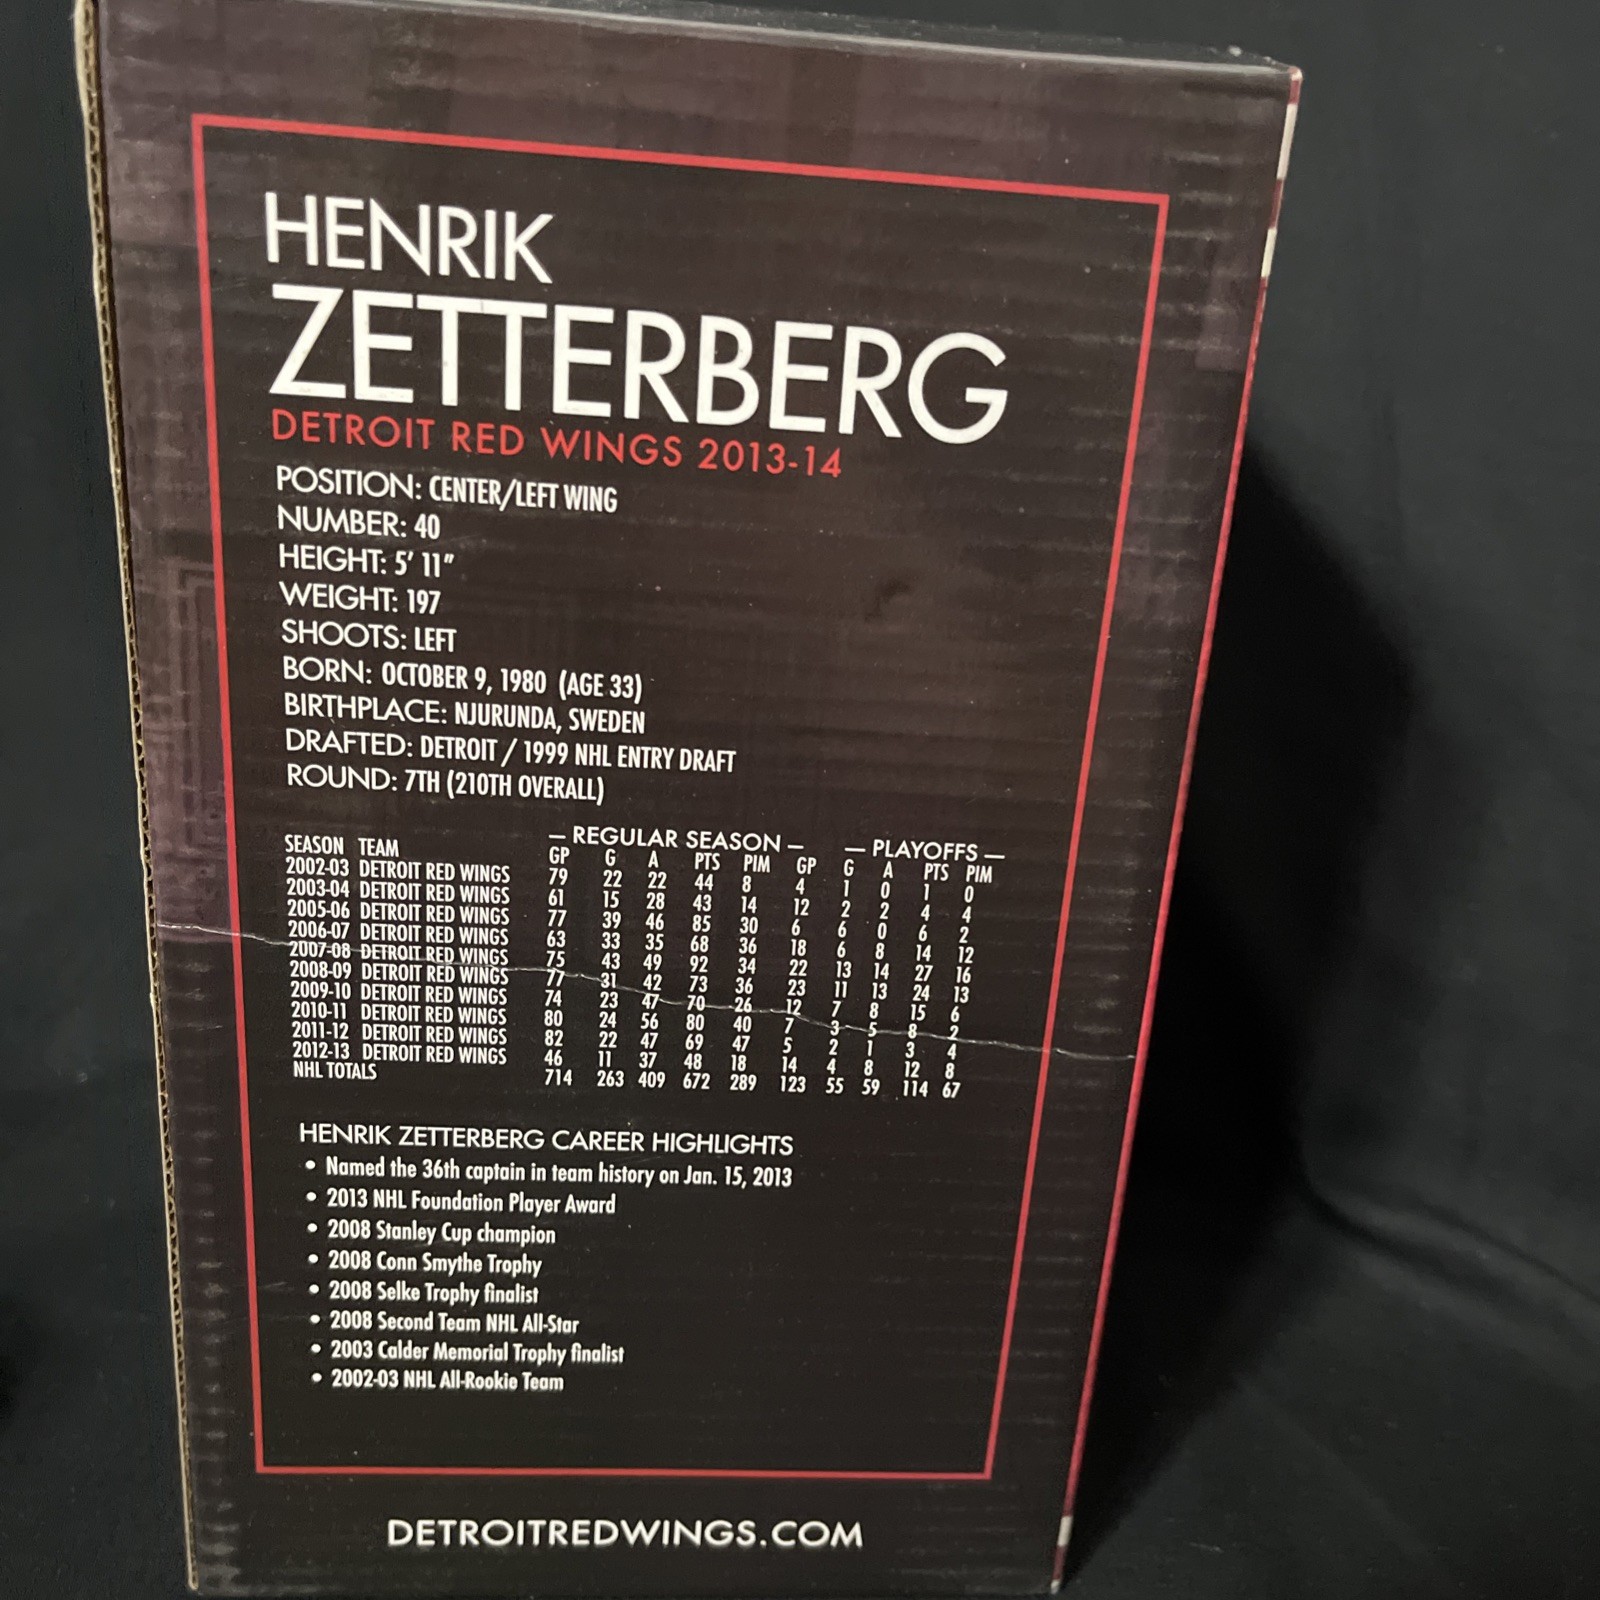 HENRIK
ZETTERBERG
DETROIT RED WINGS 2013-14
POSITION: CENTER/LEFT WING
NUMBER: 40
HEIGHT: 5' 11"
WEIGHT: 197
SHOOTS: LEFT
BORN: OCTOBER 9, 1980 (AGE 33)
BIRTHPLACE: NJURUNDA, SWEDEN
DRAFTED: DETROIT / 1999 NHL ENTRY DRAFT
ROUND: 7TH (210TH OVERALL)
— REGULAR SEASON — — PLAYOFFS —
SEASON TEAM GP G A PTS PIM GP G A PTS PIM
2002-03 DETROIT RED WINGS 79 22 22 44 8 4 1 0 1 0
2003-04 DETROIT RED WINGS 61 15 28 43 14 12 2 2 4 4
2005-06 DETROIT RED WINGS 77 39 46 85 30 6 6 0 6 2
2006-07 DETROIT RED WINGS 63 33 35 68 36 18 6 8 14 12
2007-08 DETROIT RED WINGS 75 43 49 92 34 22 13 14 27 16
2008-09 DETROIT RED WINGS 77 31 42 73 36 23 11 13 24 13
2009-10 DETROIT RED WINGS 74 23 47 70 26 12 7 8 15 6
2010-11 DETROIT RED WINGS 80 24 56 80 40 7 3 5 8 2
2011-12 DETROIT RED WINGS 82 22 47 69 47 5 2 1 3 4
2012-13 DETROIT RED WINGS 46 11 37 48 18 14 4 8 12 8
NHL TOTALS 714 263 409 672 289 123 55 59 114 67
HENRIK ZETTERBERG CAREER HIGHLIGHTS
• Named the 36th captain in team history on Jan. 15, 2013
• 2013 NHL Foundation Player Award
• 2008 Stanley Cup champion
• 2008 Conn Smythe Trophy
• 2008 Selke Trophy finalist
• 2008 Second Team NHL All-Star
• 2003 Calder Memorial Trophy finalist
• 2002-03 NHL All-Rookie Team
DETROITREDWINGS.COM